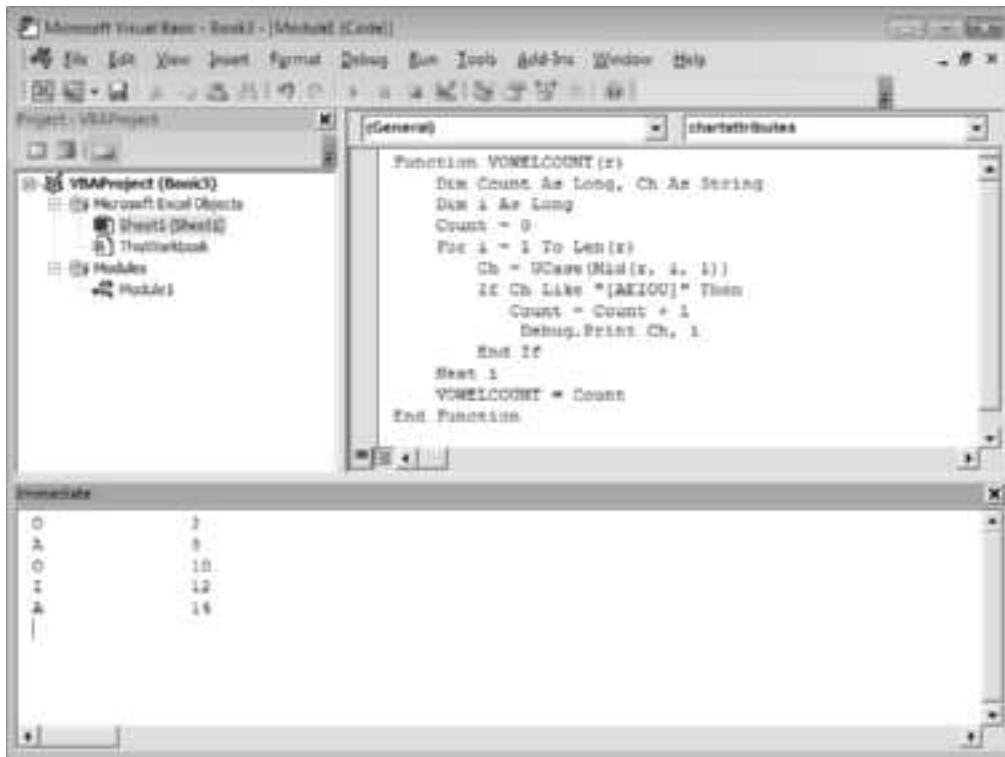 Microsoft Visual Basic - Book3 - [Module1 (Code)]
File Edit View Insert Format Debug Run Tools Add-Ins Window Help
Project - VBAProject
VBAProject (Book3)
Microsoft Excel Objects
Sheet1 (Sheet1)
ThisWorkbook
Modules
Module1
(General)
chartattributes
Function VOWELCOUNT(r)
Dim Count As Long, Ch As String
Dim i As Long
Count = 0
For i = 1 To Len(r)
Ch = UCase(Mid(r, i, 1))
If Ch Like "[AEIOU]" Then
Count = Count + 1
Debug.Print Ch, i
End If
Next i
VOWELCOUNT = Count
End Function
Immediate
O 2
A
O 10
I 12
A 14